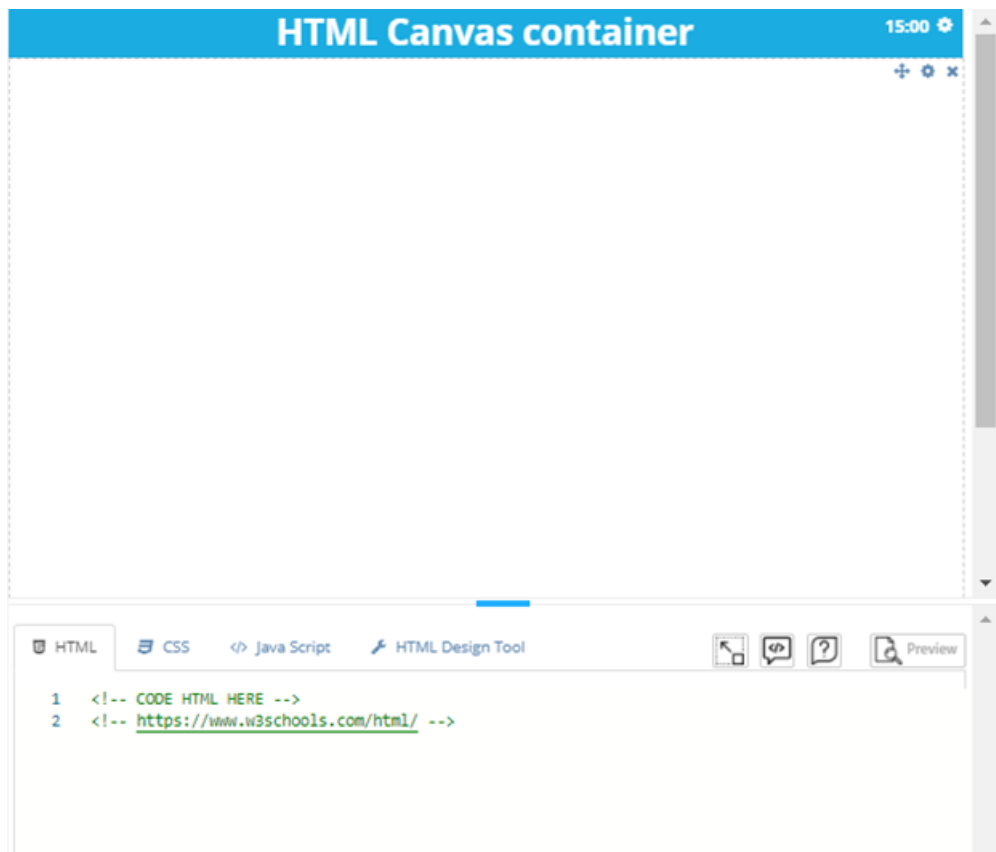 HTML Canvas container
15:00
HTML CSS </> Java Script HTML Design Tool Preview
1 <!-- CODE HTML HERE -->
2 <!-- https://www.w3schools.com/html/ -->